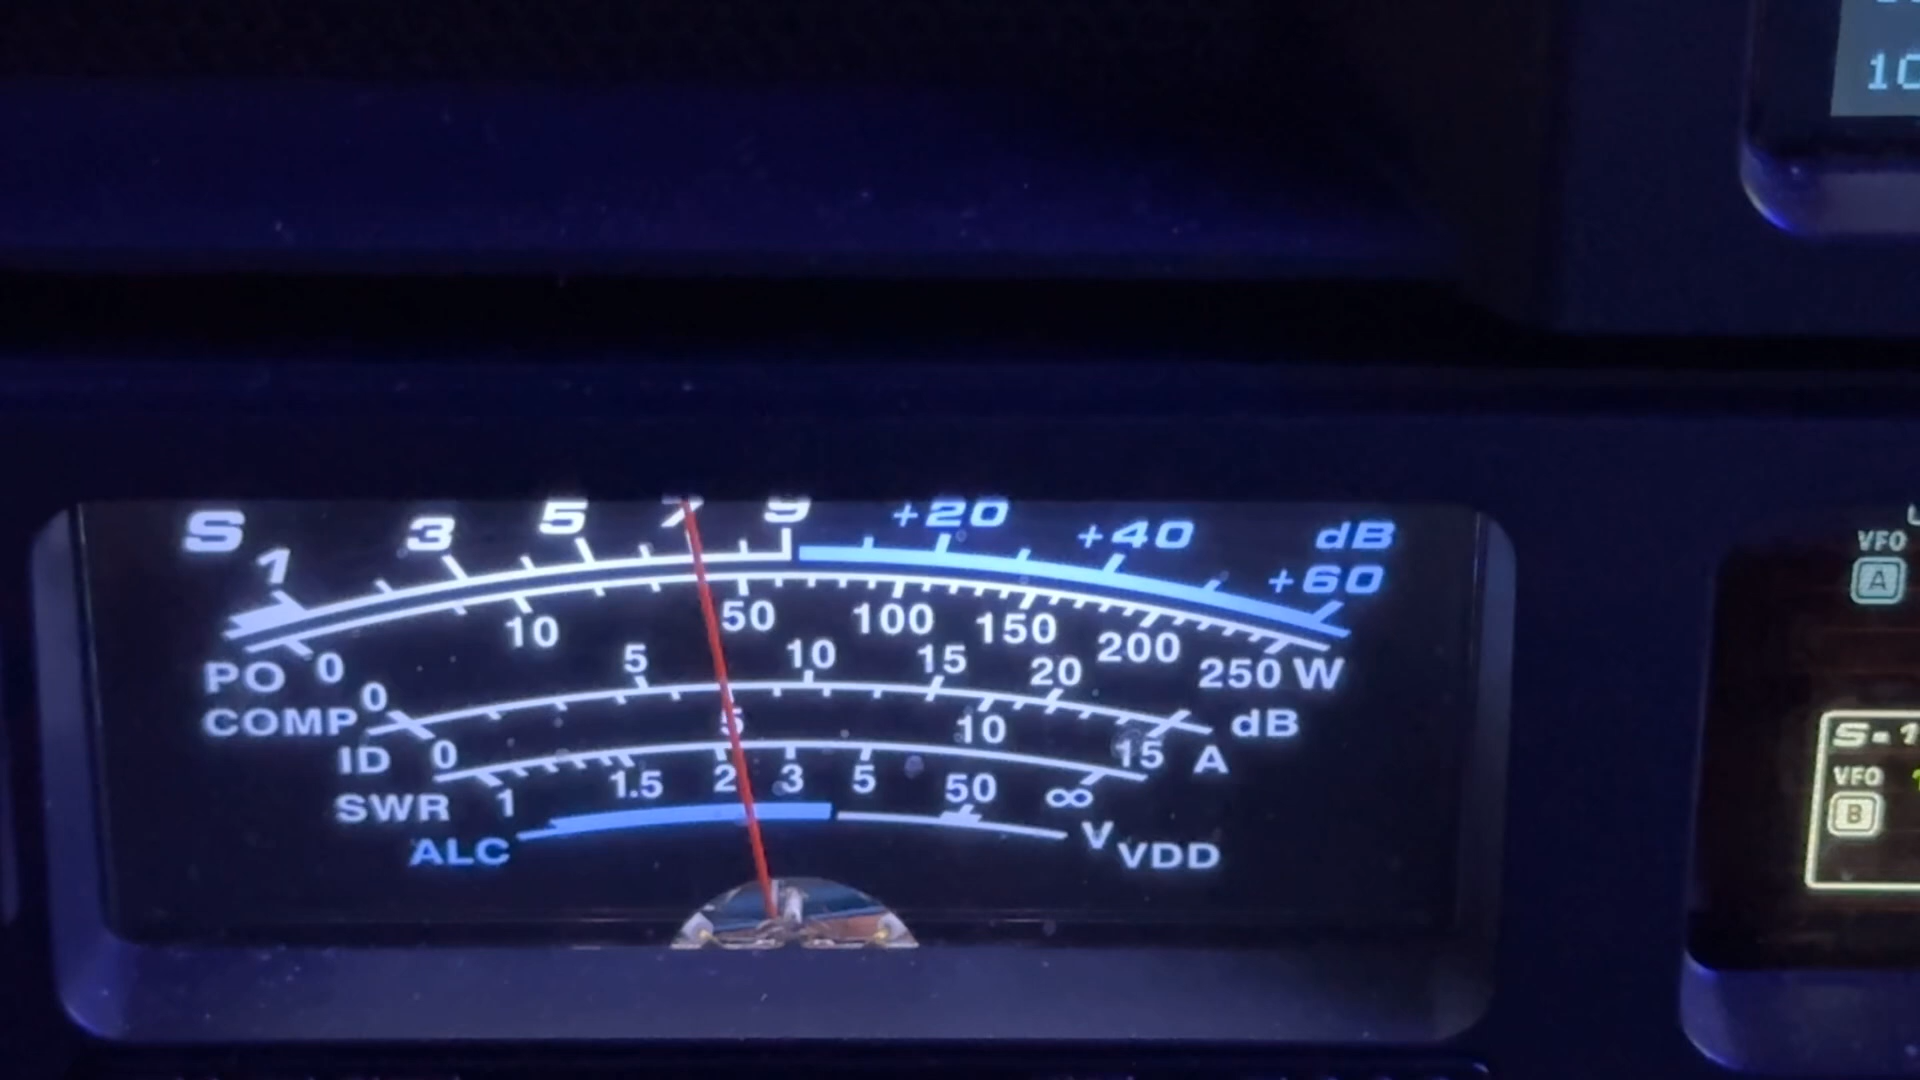 S 1 3 5 7 9 +20 +40 +60 dB
PO 0 10 50 100 150 200 250 W
COMP 0 5 10 15 20 dB
ID 0 5 10 15 A
SWR 1 1.5 2 3 5 50 ∞
ALC V VDD
VFO
A
VFO
B